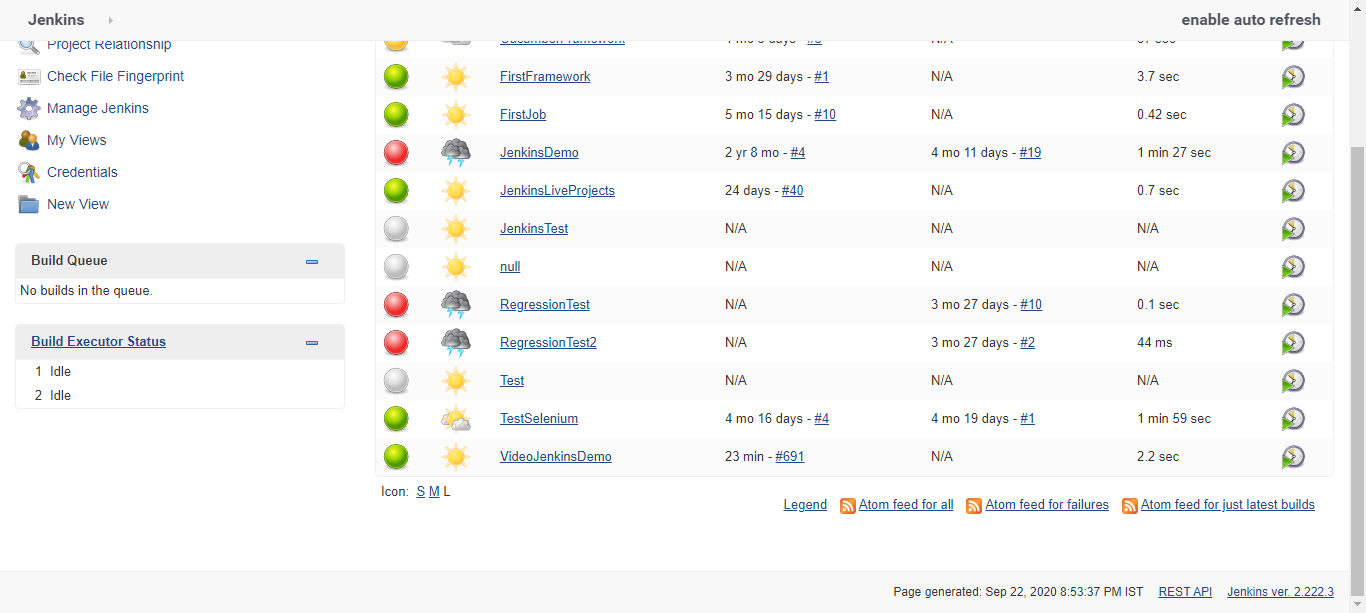 Jenkins
enable auto refresh
Project Relationship
Check File Fingerprint
Manage Jenkins
My Views
Credentials
New View
Build Queue
No builds in the queue.
Build Executor Status
1 Idle
2 Idle
CucumberFramework N/A
FirstFramework 3 mo 29 days - #1 N/A 3.7 sec
FirstJob 5 mo 15 days - #10 N/A 0.42 sec
JenkinsDemo 2 yr 8 mo - #4 4 mo 11 days - #19 1 min 27 sec
JenkinsLiveProjects 24 days - #40 N/A 0.7 sec
JenkinsTest N/A N/A N/A
null N/A N/A N/A
RegressionTest N/A 3 mo 27 days - #10 0.1 sec
RegressionTest2 N/A 3 mo 27 days - #2 44 ms
Test N/A N/A N/A
TestSelenium 4 mo 16 days - #4 4 mo 19 days - #1 1 min 59 sec
VideoJenkinsDemo 23 min - #691 N/A 2.2 sec
Icon: S M L
Legend Atom feed for all Atom feed for failures Atom feed for just latest builds
Page generated: Sep 22, 2020 8:53:37 PM IST REST API Jenkins ver. 2.222.3